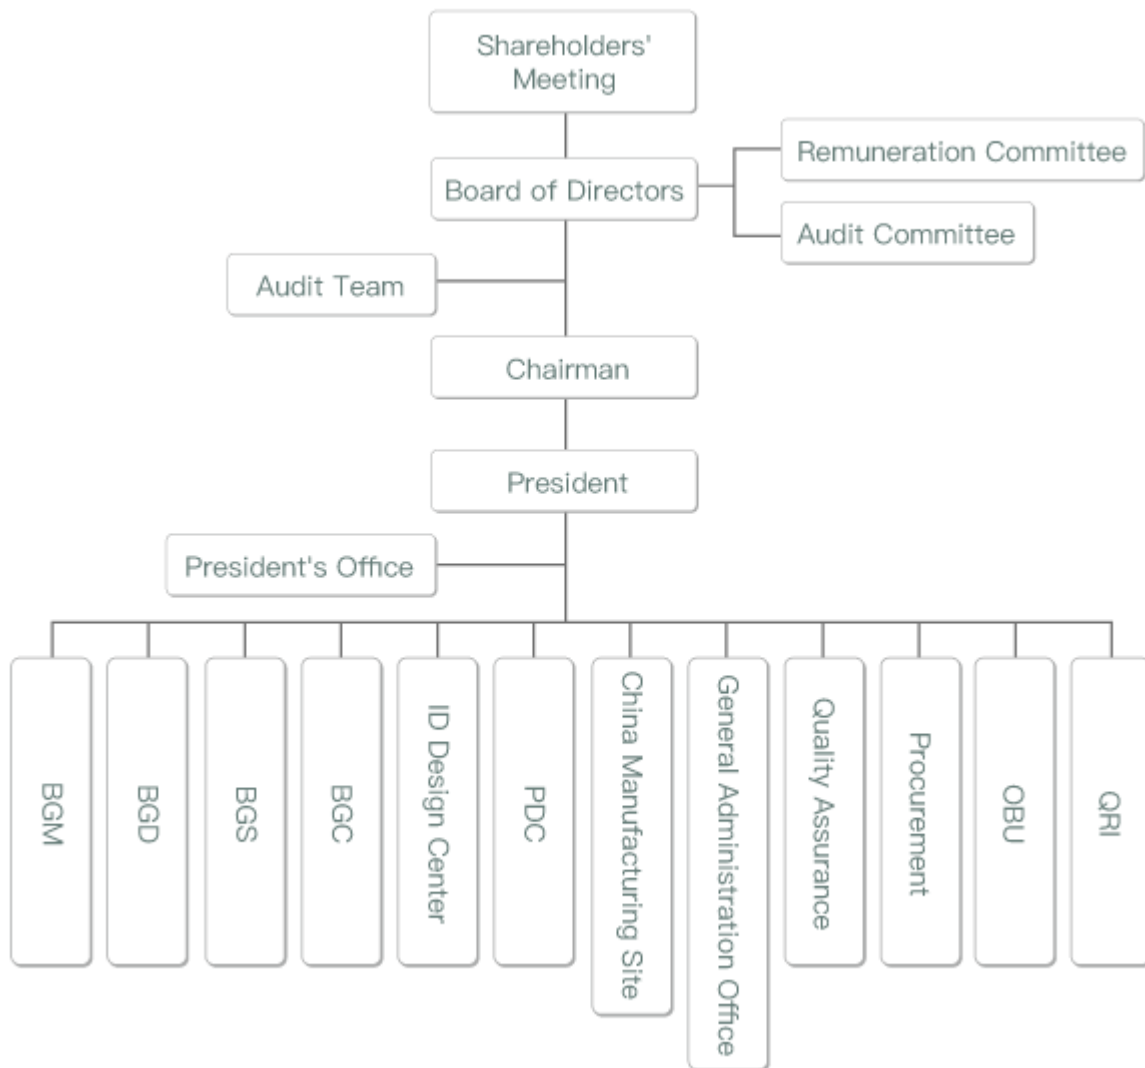 Shareholders'
Meeting
Board of Directors
Remuneration Committee
Audit Committee
Audit Team
Chairman
President
President's Office
BGM
BGD
BGS
BGC
ID Design Center
PDC
China Manufacturing Site
General Administration Office
Quality Assurance
Procurement
OBU
QRI